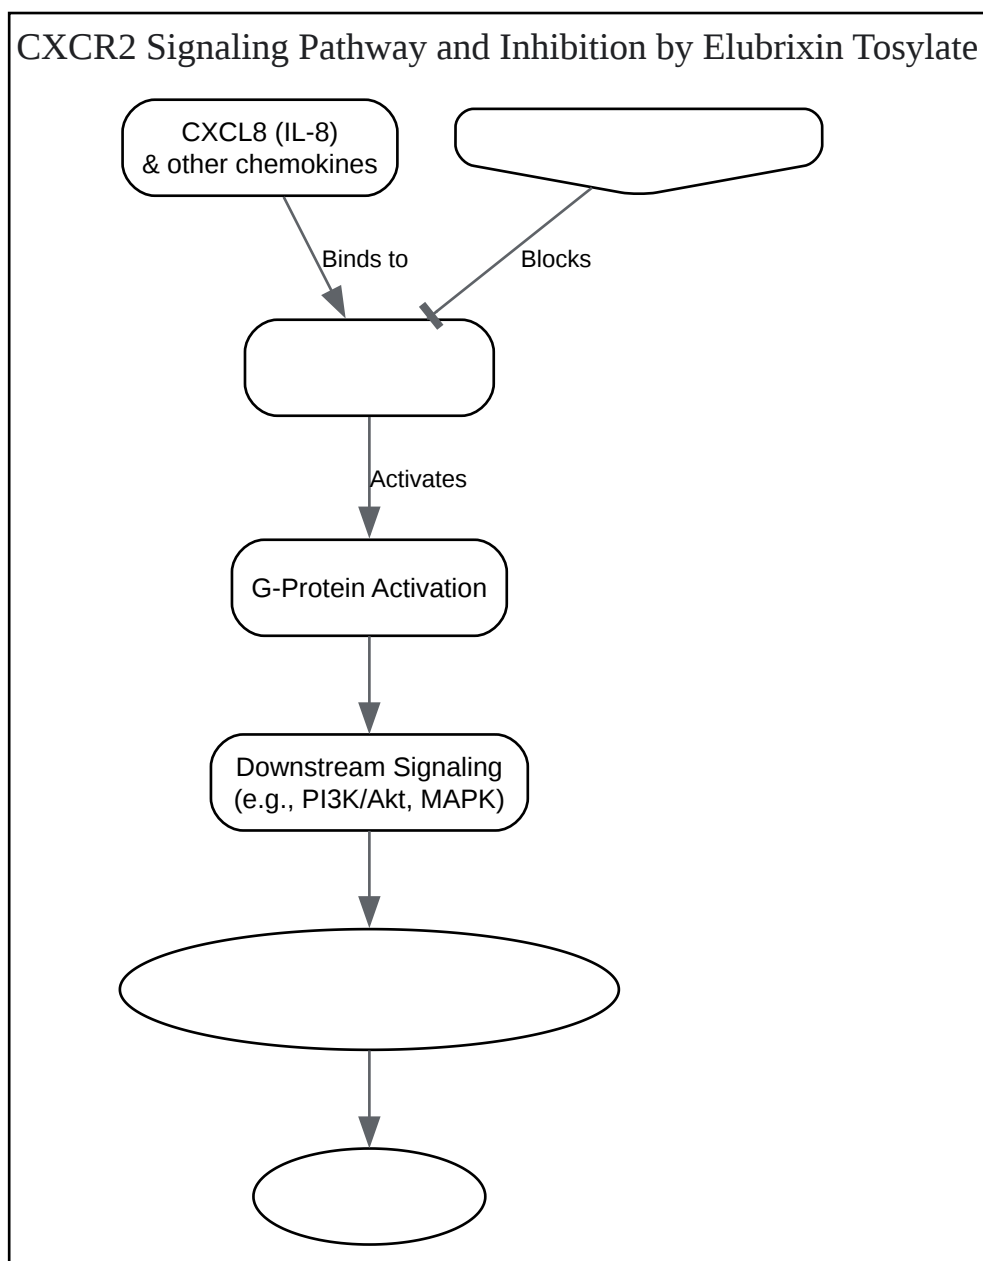 CXCR2 Signaling Pathway and Inhibition by Elubrixin Tosylate
CXCL8 (IL-8)
& other chemokines
Binds to
Blocks
Activates
G-Protein Activation
Downstream Signaling
(e.g., PI3K/Akt, MAPK)